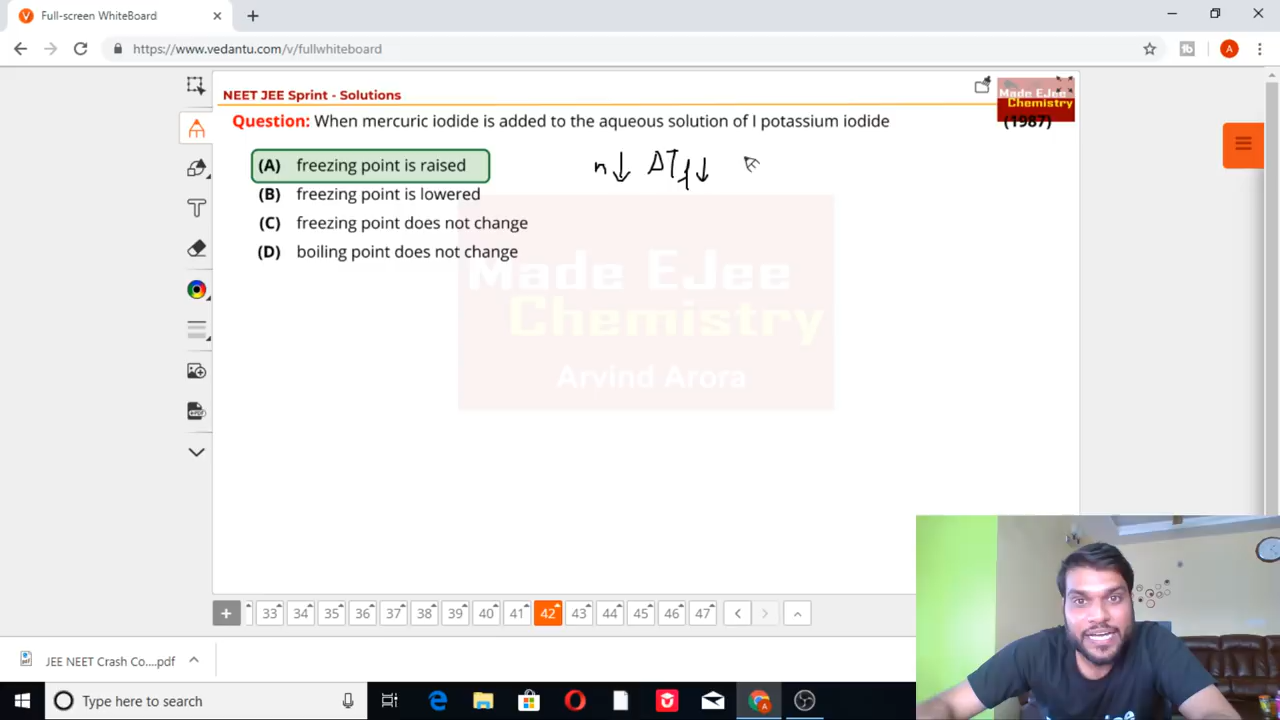 Full-screen WhiteBoard
https://www.vedantu.com/v/fullwhiteboard
A
NEET JEE Sprint - Solutions
Made EJee
Chemistry
Question: When mercuric iodide is added to the aqueous solution of I potassium iodide (1987)
(A) freezing point is raised
n↓ ΔTf↓
(B) freezing point is lowered
(C) freezing point does not change
(D) boiling point does not change
Made EJee
Chemistry
Arvind Arora
33 34 35 36 37 38 39 40 41 42 43 44 45 46 47
JEE NEET Crash Co....pdf
Type here to search